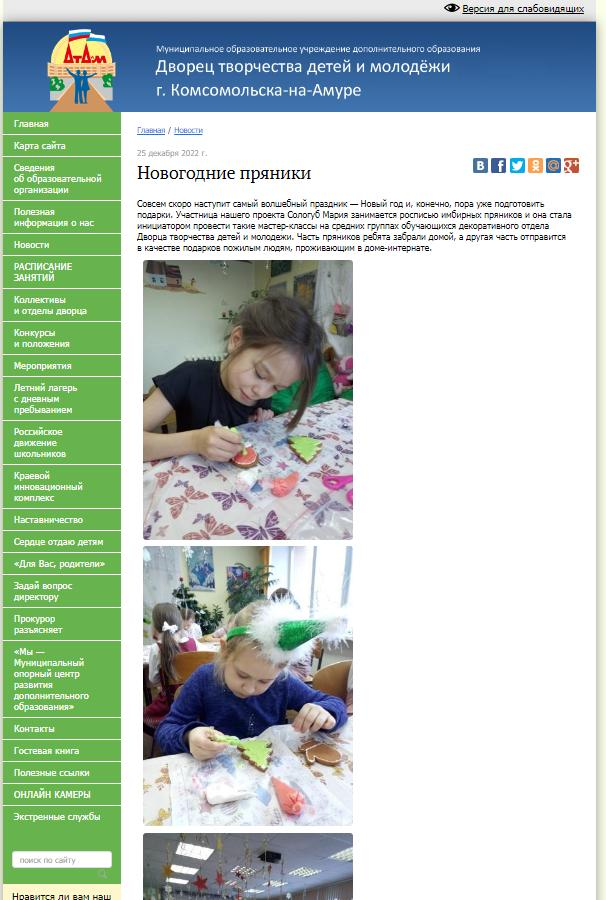 Версия для слабовидящих
ДТДиМ
Муниципальное образовательное учреждение дополнительного образования
Дворец творчества детей и молодёжи
г. Комсомольска-на-Амуре
Главная
Карта сайта
Сведения
об образовательной
организации
Полезная
информация о нас
Новости
РАСПИСАНИЕ
ЗАНЯТИЙ
Коллективы
и отделы дворца
Конкурсы
и положения
Мероприятия
Летний лагерь
с дневным
пребыванием
Российское
движение
школьников
Краевой
инновационный
комплекс
Наставничество
Сердце отдаю детям
«Для Вас, родители»
Задай вопрос
директору
Прокурор
разъясняет
«Мы —
Муниципальный
опорный центр
развития
дополнительного
образования»
Контакты
Гостевая книга
Полезные ссылки
ОНЛАЙН КАМЕРЫ
Экстренные службы
поиск по сайту
Нравится ли вам наш
Главная / Новости
25 декабря 2022 г.
Новогодние пряники
Совсем скоро наступит самый волшебный праздник — Новый год и, конечно, пора уже подготовить
подарки. Участница нашего проекта Сологуб Мария занимается росписью имбирных пряников и она стала
инициатором провести такие мастер-классы на средних группах обучающихся декоративного отдела
Дворца творчества детей и молодежи. Часть пряников ребята забрали домой, а другая часть отправится
в качестве подарков пожилым людям, проживающим в доме-интернате.